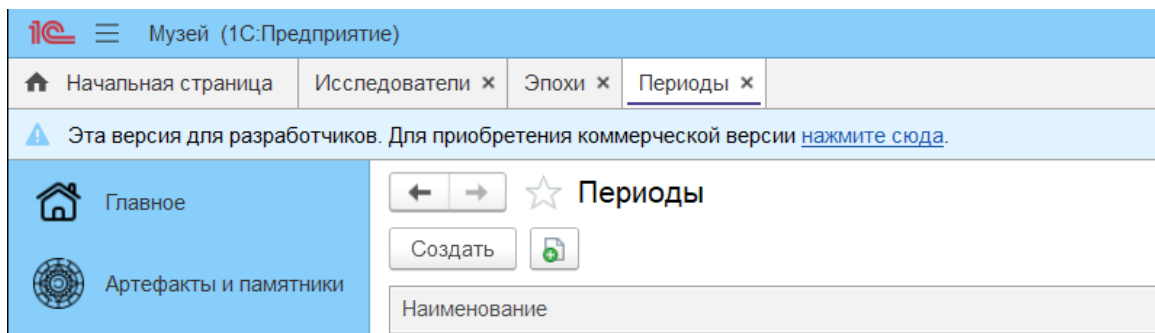 1С Музей (1С:Предприятие)
Начальная страница Исследователи × Эпохи × Периоды ×
Эта версия для разработчиков. Для приобретения коммерческой версии нажмите сюда.
Главное
Артефакты и памятники
Периоды
Создать
Наименование